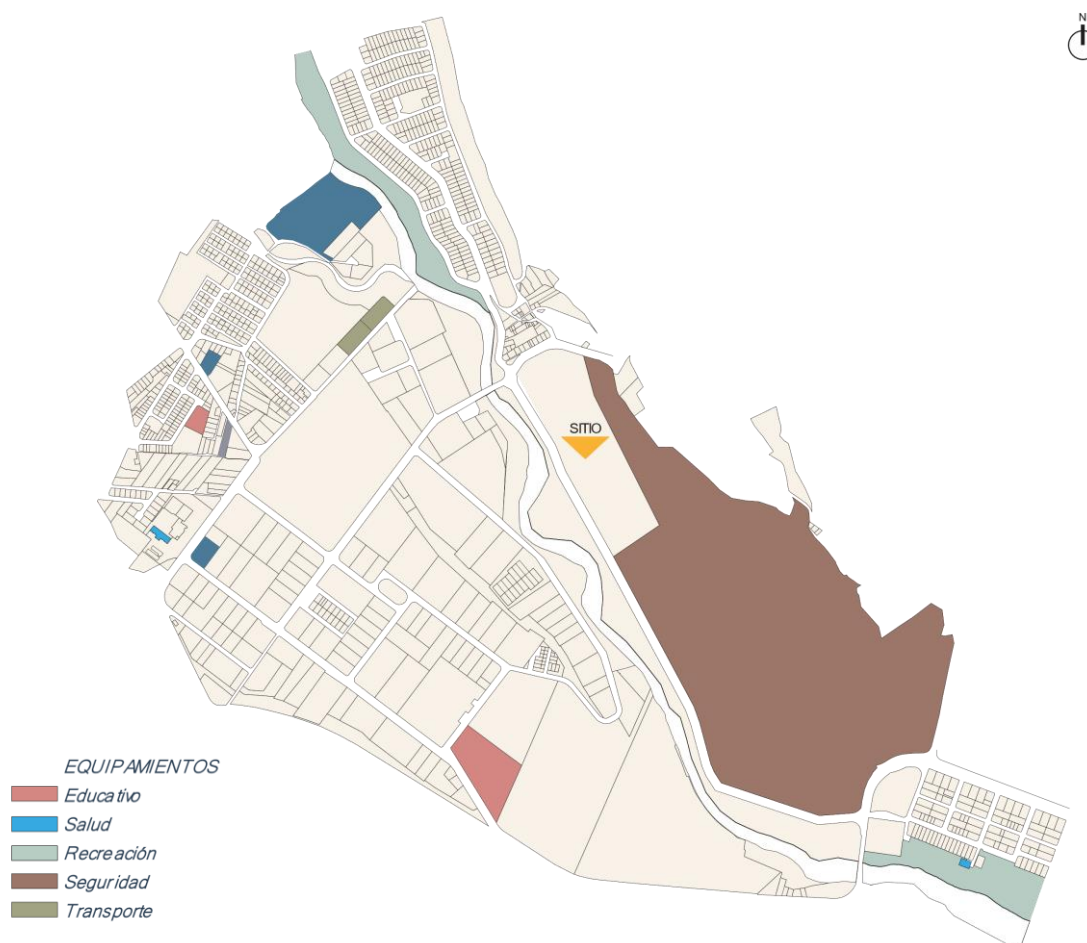 N
SITIO
EQUIPAMIENTOS
Educativo
Salud
Recreación
Seguridad
Transporte